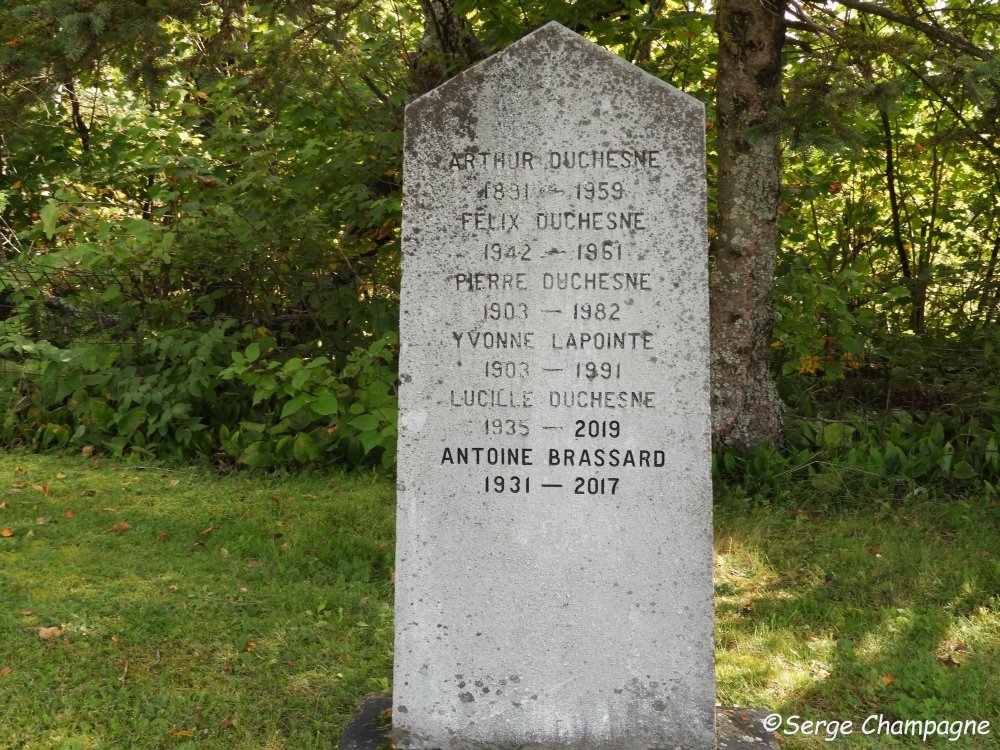 ARTHUR DUCHESNE
1891 — 1959
FELIX DUCHESNE
1942 — 1961
PIERRE DUCHESNE
1903 — 1982
YVONNE LAPOINTE
1903 — 1991
LUCILLE DUCHESNE
1935 — 2019
ANTOINE BRASSARD
1931 — 2017
©Serge Champagne